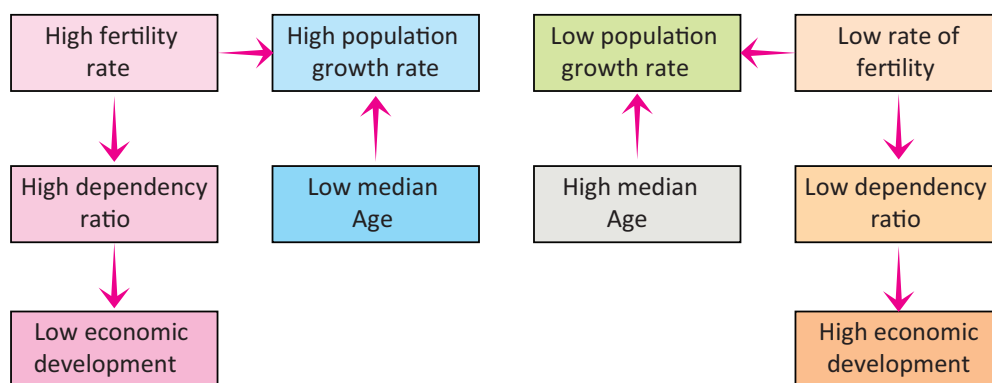 High fertility
rate
High population
growth rate
Low population
growth rate
Low rate of
fertility
High dependency
ratio
Low median
Age
High median
Age
Low dependency
ratio
Low economic
development
High economic
development